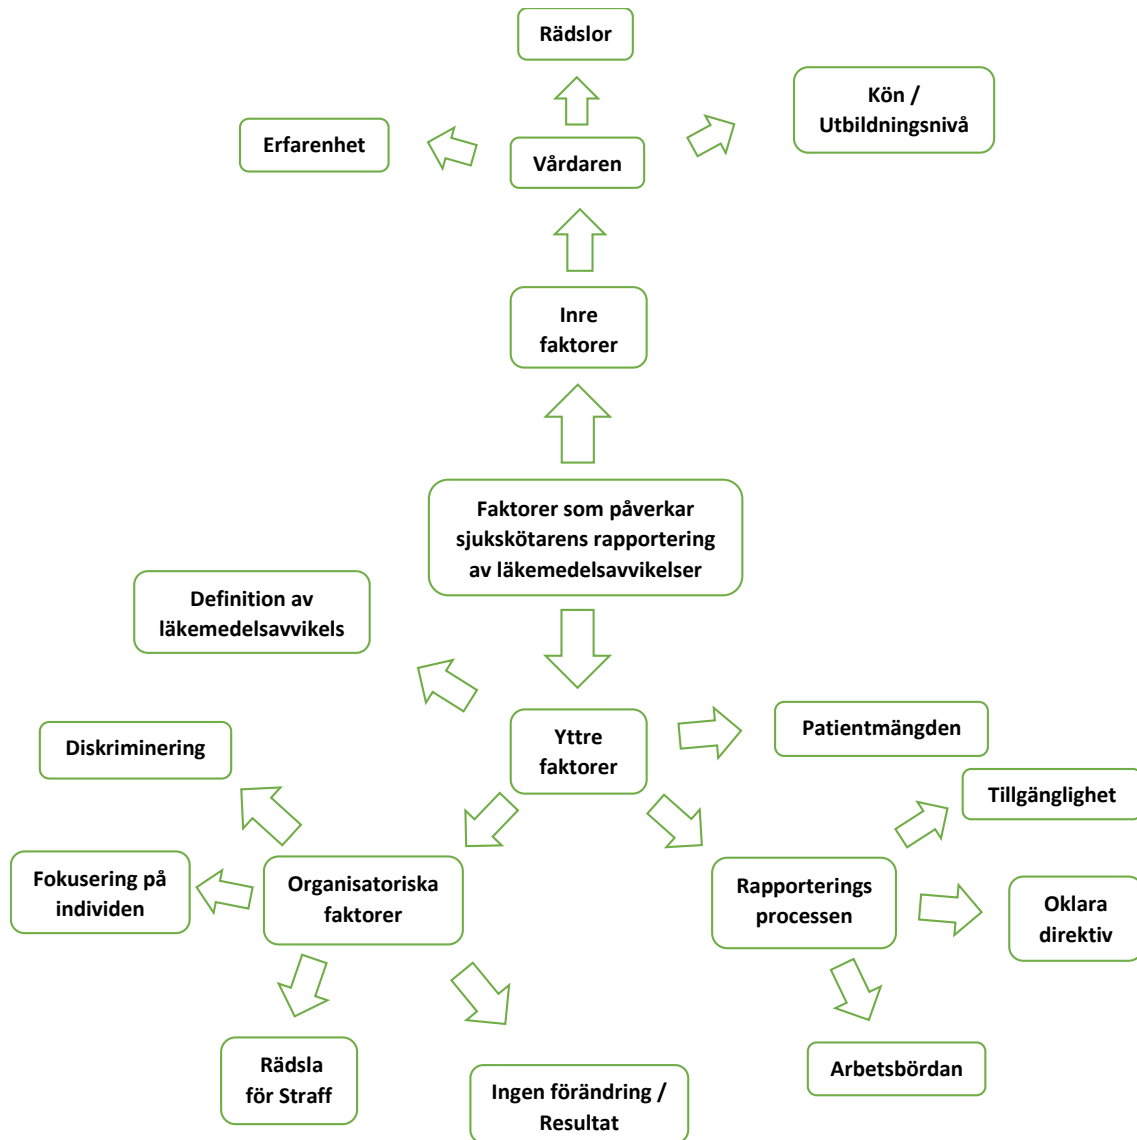 Rädslor
Kön /
Utbildningsnivå
Erfarenhet
Vårdaren
Inre
faktorer
Faktorer som påverkar
sjukskötarens rapportering
av läkemedelsavvikelser
Definition av
läkemedelsavvikels
Yttre
faktorer
Patientmängden
Diskriminering
Tillgänglighet
Fokusering på
individen
Organisatoriska
faktorer
Rapporterings
processen
Oklara
direktiv
Rädsla
för Straff
Ingen förändring /
Resultat
Arbetsbördan